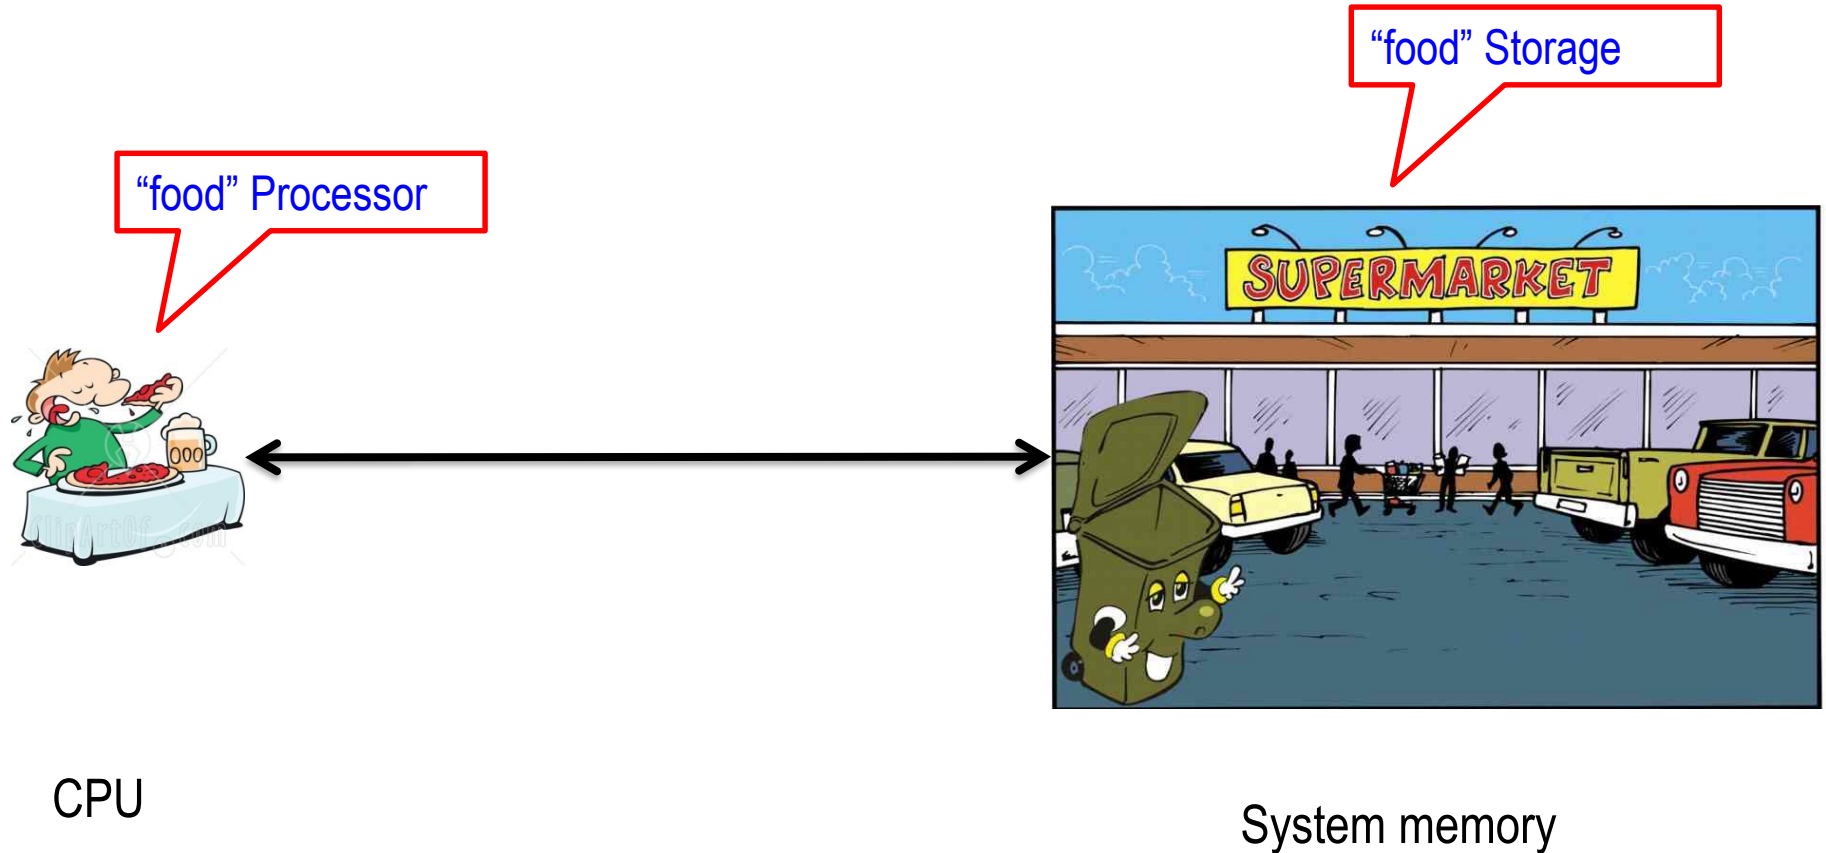 “food” Storage
“food” Processor
SUPERMARKET
CPU
System memory